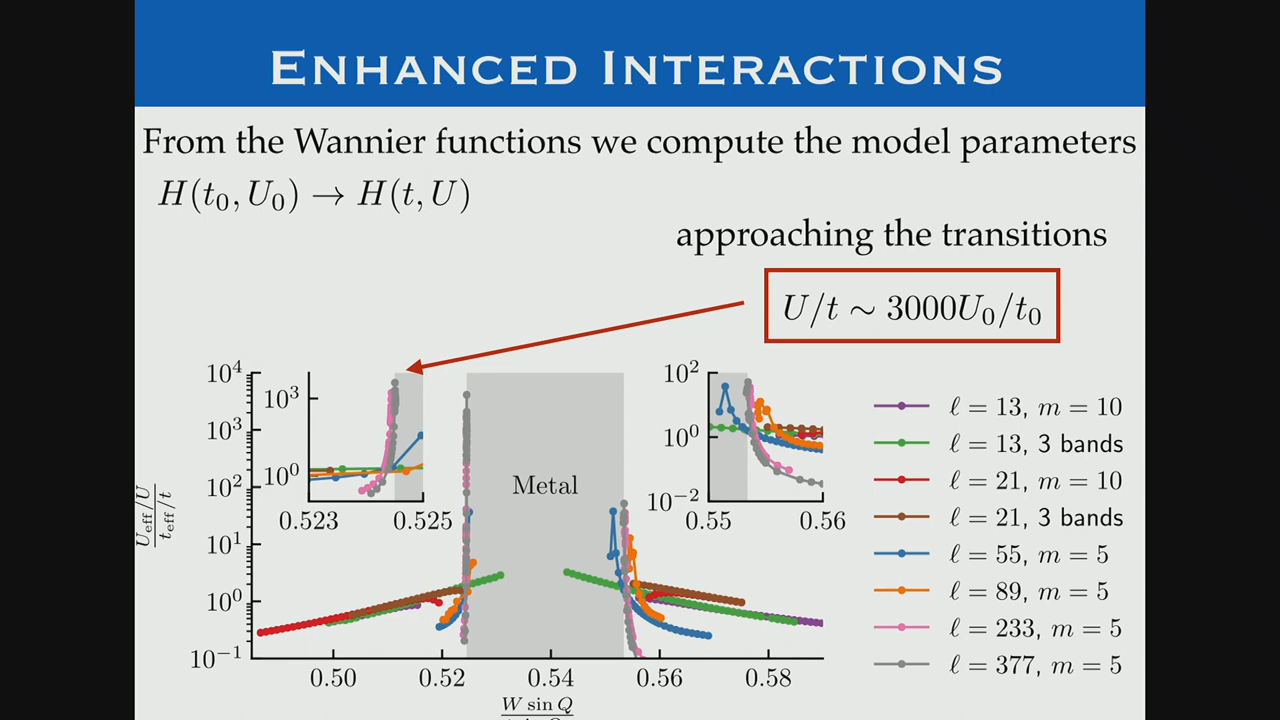 ENHANCED INTERACTIONS
From the Wannier functions we compute the model parameters
H(t₀, U₀) → H(t, U)
approaching the transitions
U/t ∼ 3000U₀/t₀
10⁴
10³
10²
10¹
10⁰
10⁻¹
U_eff/U
t_eff/t
10³
10⁰
0.523
0.525
Metal
10²
10⁰
10⁻²
0.55
0.56
0.50
0.52
0.54
0.56
0.58
W sin Q
ℓ = 13, m = 10
ℓ = 13, 3 bands
ℓ = 21, m = 10
ℓ = 21, 3 bands
ℓ = 55, m = 5
ℓ = 89, m = 5
ℓ = 233, m = 5
ℓ = 377, m = 5